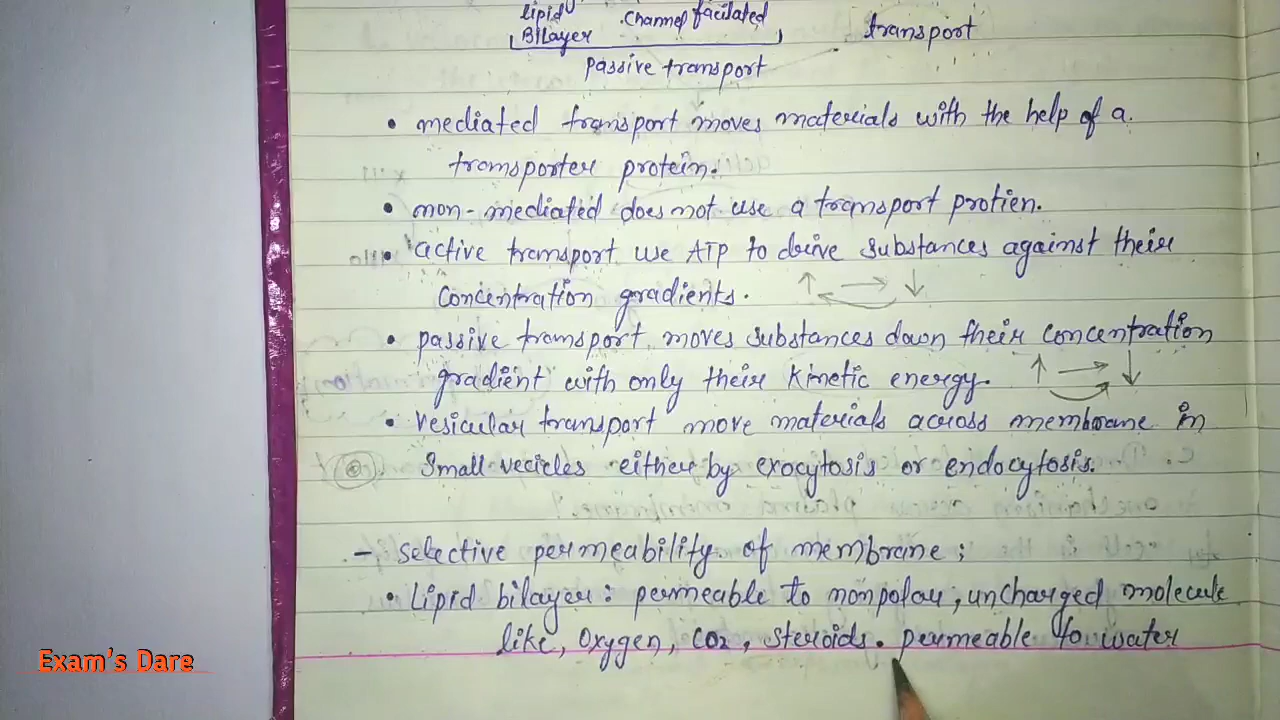 lipid channel facilated
Bilayer transport
passive transport
• mediated transport moves materials with the help of a
transporter protein.
• non-mediated does not use a transport protien.
• active transport use ATP to drive substances against their
concentration gradients.
• passive transport moves substances down their concentration
gradient with only their kinetic energy.
• vesicular transport move materials across membrane in
small vecicles either by exocytosis or endocytosis.
- selective permeability of membrane;
• Lipid bilayer: permeable to nonpolar, uncharged molecule
like, oxygen, CO2, steroids. permeable to water
Exam's Dare